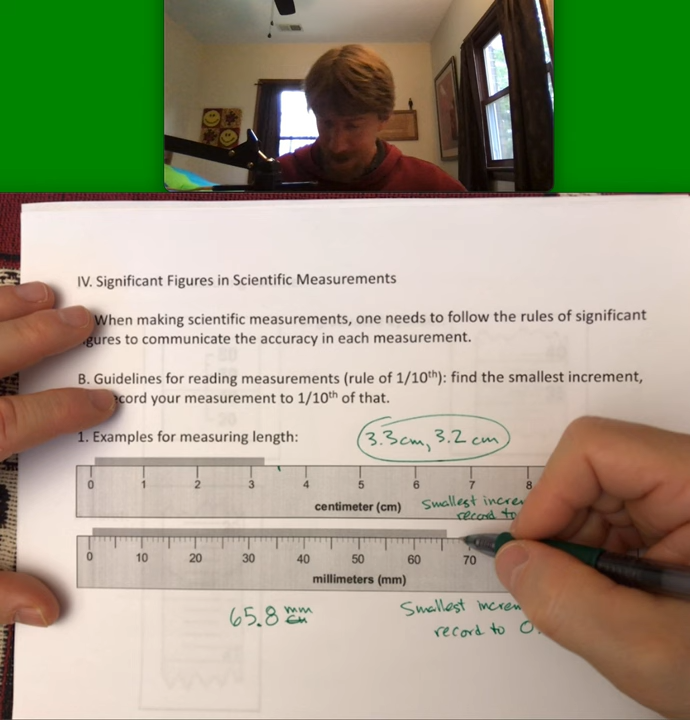 IV. Significant Figures in Scientific Measurements
When making scientific measurements, one needs to follow the rules of significant
gures to communicate the accuracy in each measurement.
B. Guidelines for reading measurements (rule of 1/10th): find the smallest increment,
cord your measurement to 1/10th of that.
1. Examples for measuring length:
3.3cm, 3.2 cm
0 1 2 3 4 5 6 7 8
centimeter (cm) Smallest incre
record to
0 10 20 30 40 50 60 70
millimeters (mm)
65.8 mm
Smallest increm
record to 0.